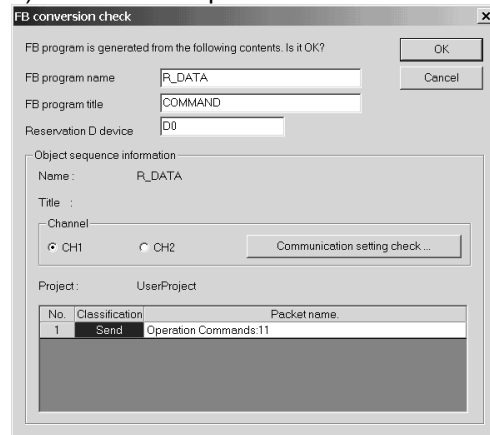 FB conversion check
FB program is generated from the following contents. Is it OK?
OK
FB program name
R_DATA
Cancel
FB program title
COMMAND
Reservation D device
D0
Object sequence information
Name :
R_DATA
Title :
Channel
CH1
CH2
Communication setting check ...
Project :
UserProject
No. Classification Packet name.
1 Send Operation Commands:11